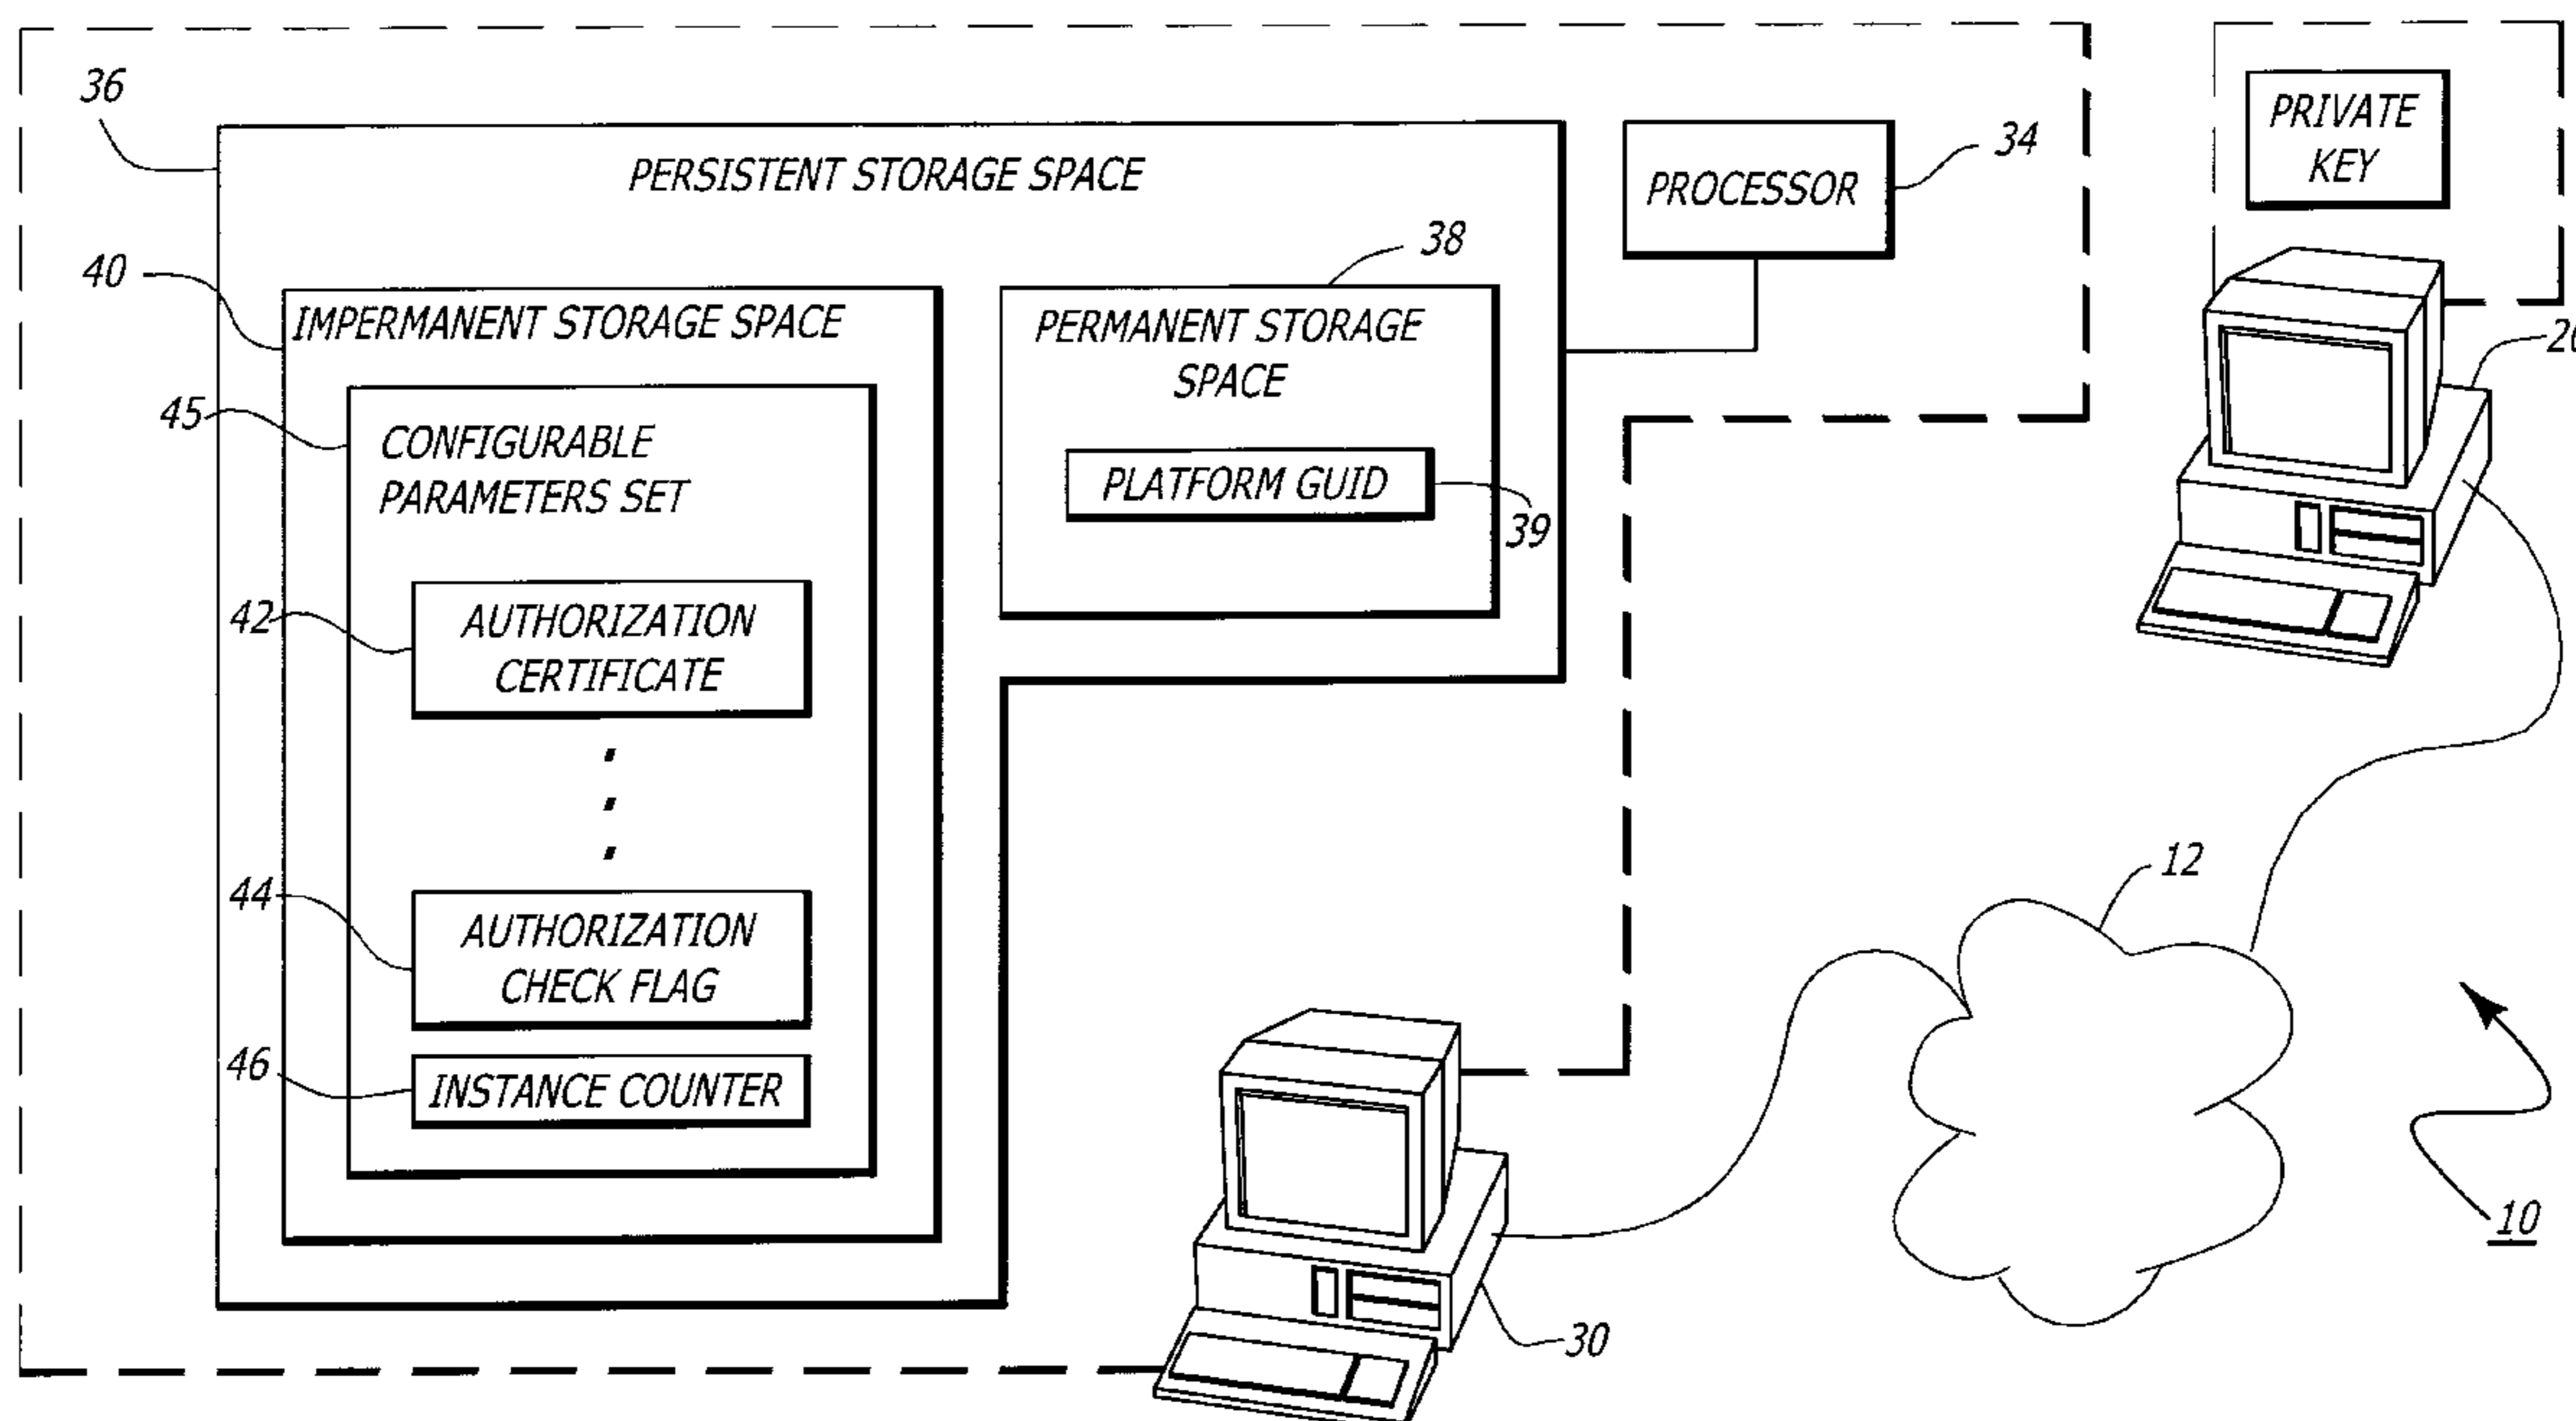 36
PERSISTENT STORAGE SPACE
PROCESSOR
34
PRIVATE
KEY
40
IMPERMANENT STORAGE SPACE
38
PERMANENT STORAGE
SPACE
PLATFORM GUID
39
45
CONFIGURABLE
PARAMETERS SET
42
AUTHORIZATION
CERTIFICATE
44
AUTHORIZATION
CHECK FLAG
46
INSTANCE COUNTER
12
10
30